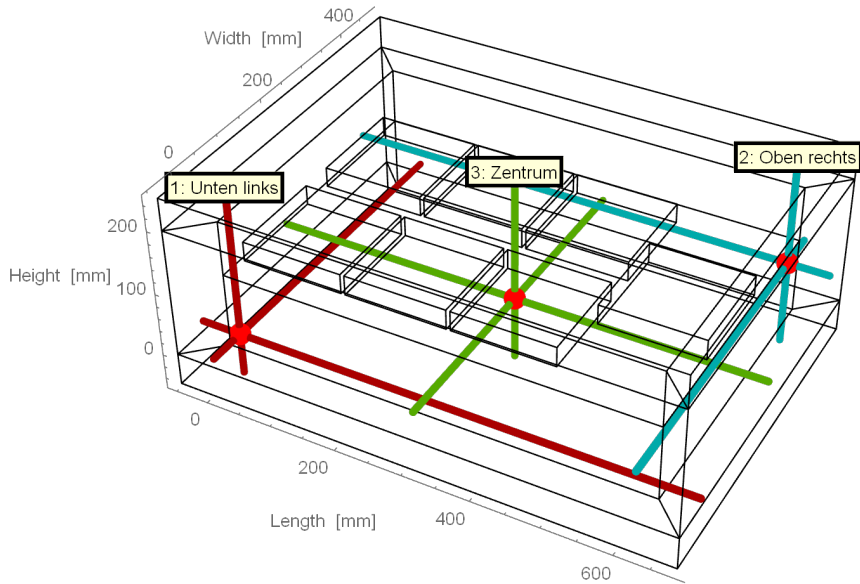 400
Width [mm]
200
0
2: Oben rechts
3: Zentrum
1: Unten links
200
Height [mm]
100
0
0
200
Length [mm]
400
600